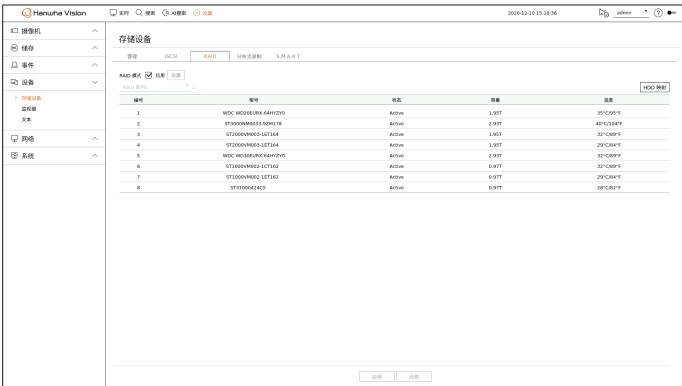 Hanwha Vision
实时 搜索 AI搜索 设置
2020-12-10 15:10:36
admin
摄像机
储存
事件
设备
存储设备
监视器
文本
网络
系统
存储设备
管理 iSCSI RAID 分布式录制 S.M.A.R.T
RAID 模式 启用 设置
RAID 阵列1
HDD 映射
编号 型号 状态 容量 温度
1 WDC WD20EURX-64HYZY0 Active 1.95T 35°C/95°F
2 ST3000NM0033-9ZM178 Active 2.93T 40°C/104°F
3 ST2000VM003-1ET164 Active 1.95T 32°C/89°F
4 ST2000VM003-1ET164 Active 1.95T 29°C/84°F
5 WDC WD30EURX-64HYZY0 Active 2.93T 32°C/89°F
6 ST1000VM002-1CT162 Active 0.97T 32°C/89°F
7 ST1000VM002-1ET162 Active 0.97T 29°C/84°F
8 ST31000424CS Active 0.97T 28°C/82°F
应用 还原